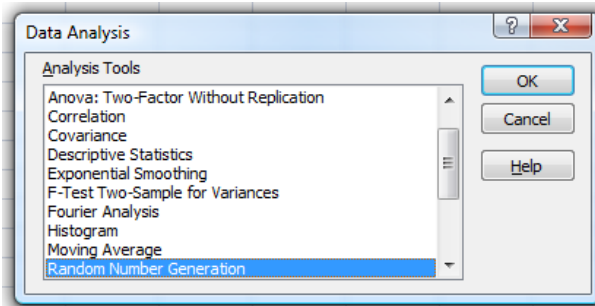 Data Analysis
?
Analysis Tools
Anova: Two-Factor Without Replication
Correlation
Covariance
Descriptive Statistics
Exponential Smoothing
F-Test Two-Sample for Variances
Fourier Analysis
Histogram
Moving Average
Random Number Generation
OK
Cancel
Help